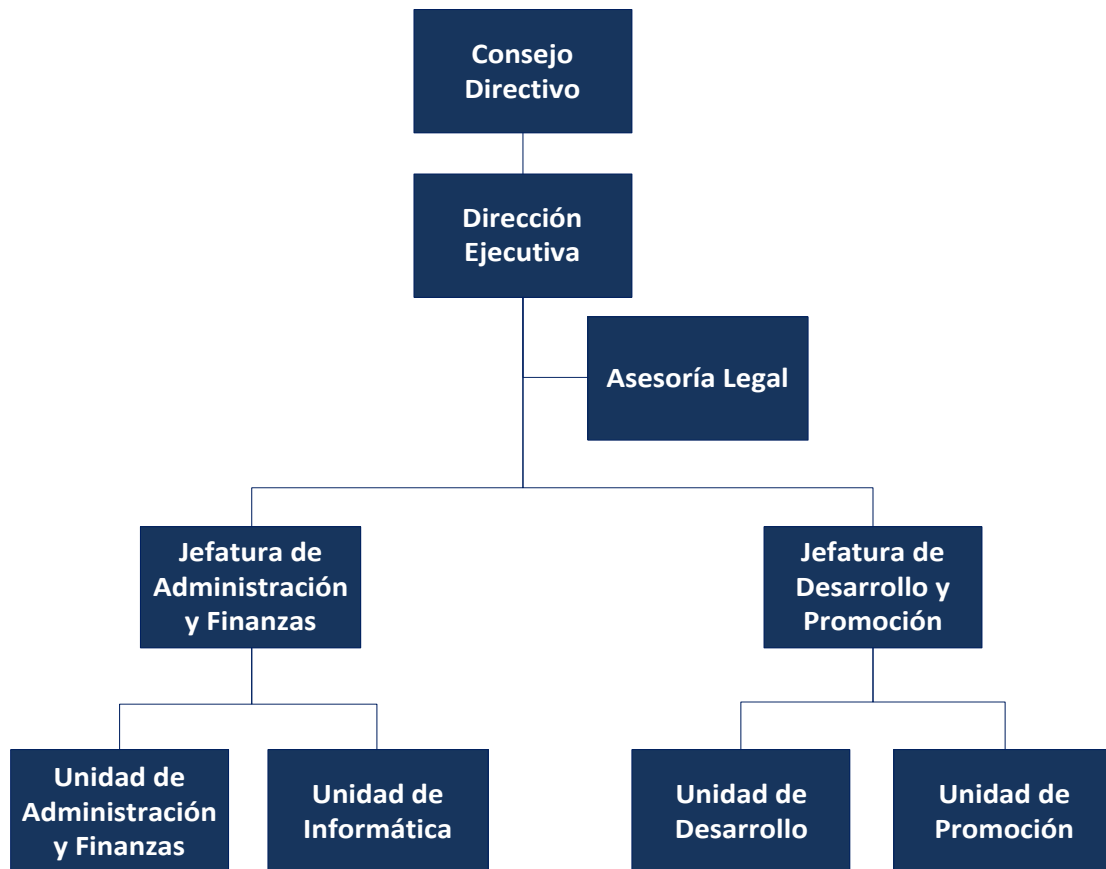 Consejo
Directivo
Dirección
Ejecutiva
Asesoría Legal
Jefatura de
Administración
y Finanzas
Jefatura de
Desarrollo y
Promoción
Unidad de
Administración
y Finanzas
Unidad de
Informática
Unidad de
Desarrollo
Unidad de
Promoción